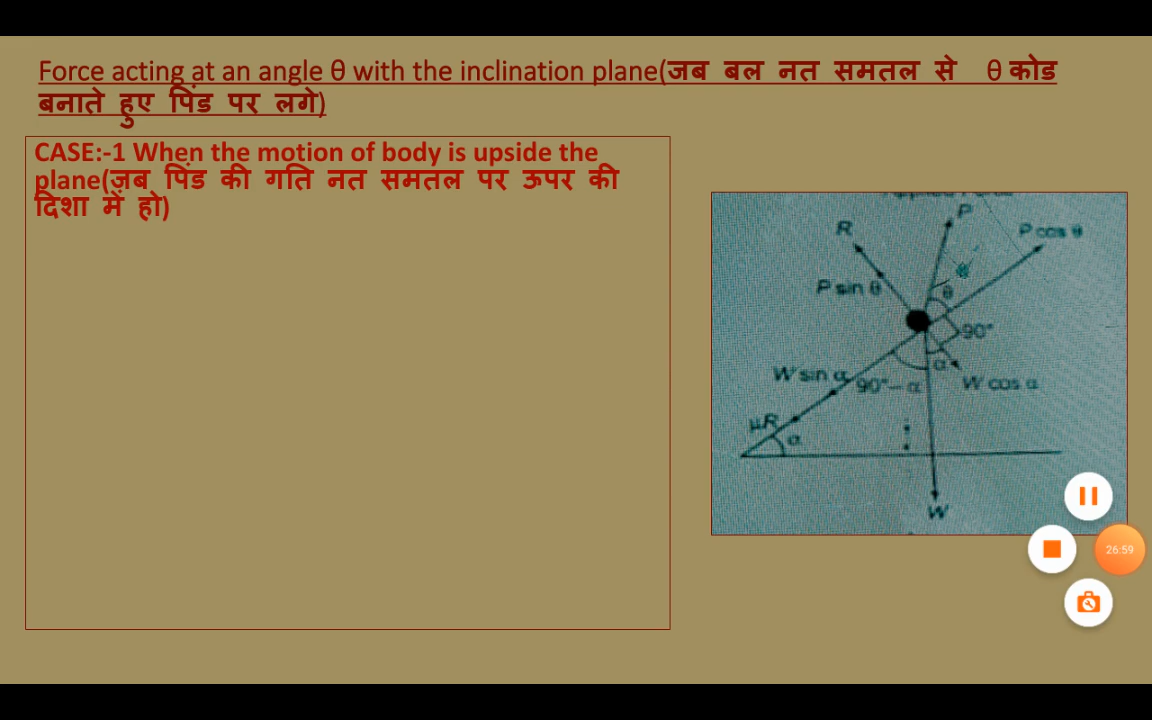 Force acting at an angle θ with the inclination plane(जब बल नत समतल से θ कोड
बनाते हुए पिंड पर लगे)
CASE:-1 When the motion of body is upside the
plane(जब पिंड की गति नत समतल पर ऊपर की
दिशा में हो)
P
R
P cos θ
θ
P sin θ
θ
90°
α
W sin α
90° – α
W cos α
μR
α
W
26:59